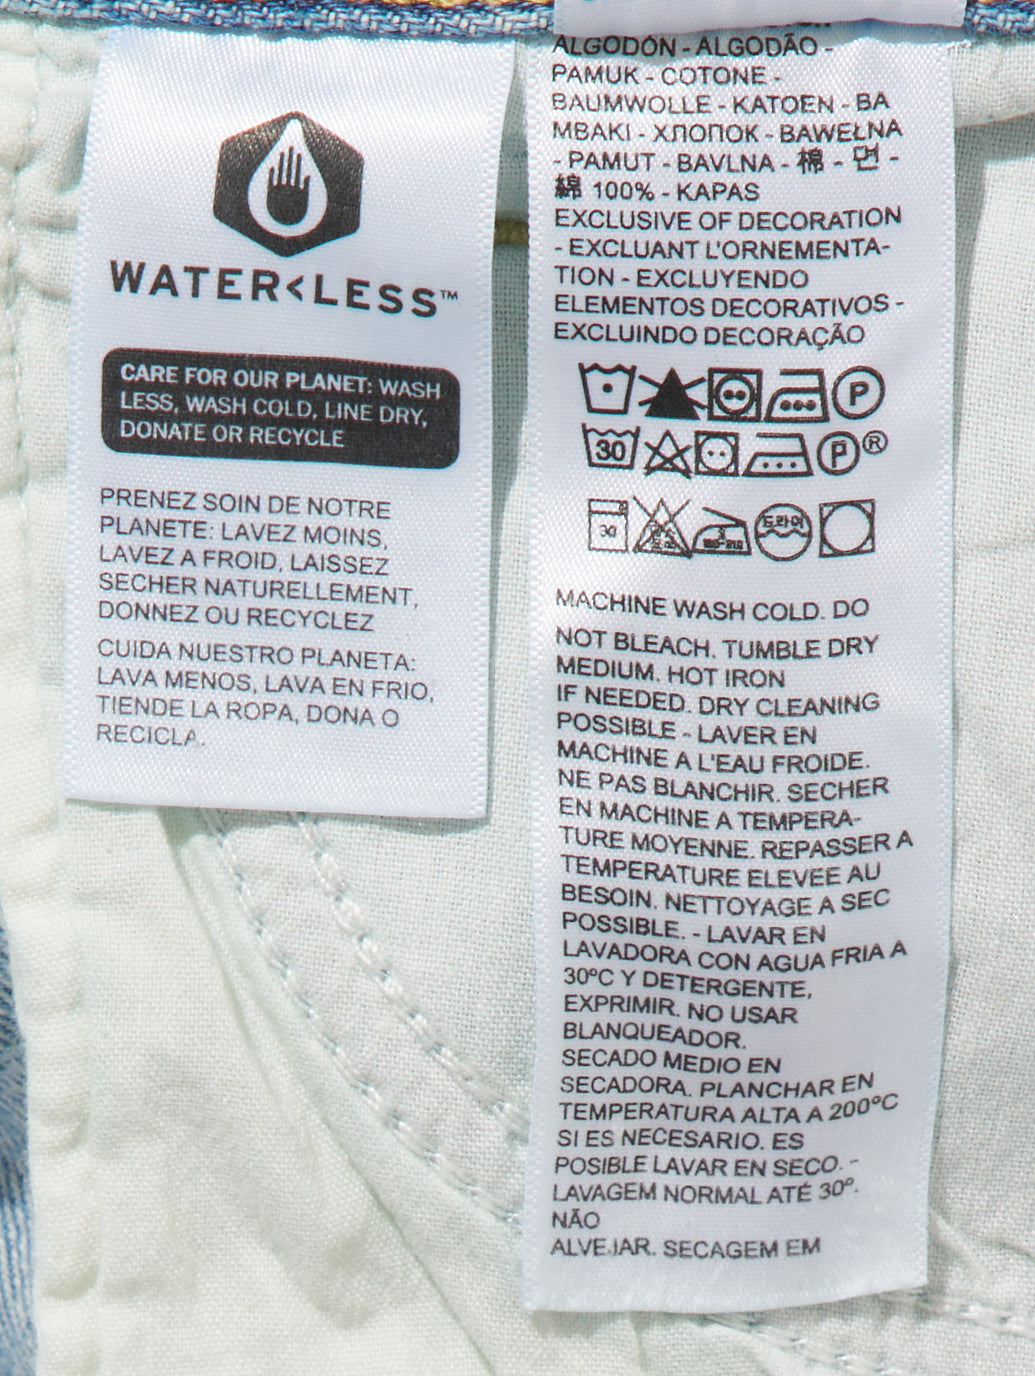 WATER<LESS™
CARE FOR OUR PLANET: WASH
LESS, WASH COLD, LINE DRY,
DONATE OR RECYCLE
PRENEZ SOIN DE NOTRE
PLANETE: LAVEZ MOINS,
LAVEZ A FROID, LAISSEZ
SECHER NATURELLEMENT,
DONNEZ OU RECYCLEZ
CUIDA NUESTRO PLANETA:
LAVA MENOS, LAVA EN FRIO,
TIENDE LA ROPA, DONA O
RECICLA.
ALGODÓN - ALGODÃO -
PAMUK - COTONE -
BAUMWOLLE - KATOEN - BA
MBAKI - ХЛОПОК - BAWEŁNA
- PAMUT - BAVLNA - 棉 - 면 -
綿 100% - KAPAS
EXCLUSIVE OF DECORATION
- EXCLUANT L'ORNEMENTA-
TION - EXCLUYENDO
ELEMENTOS DECORATIVOS -
EXCLUINDO DECORAÇÃO
P
30 P ®
30 드라이
MACHINE WASH COLD. DO
NOT BLEACH. TUMBLE DRY
MEDIUM. HOT IRON
IF NEEDED. DRY CLEANING
POSSIBLE - LAVER EN
MACHINE A L'EAU FROIDE.
NE PAS BLANCHIR. SECHER
EN MACHINE A TEMPERA-
TURE MOYENNE. REPASSER A
TEMPERATURE ELEVEE AU
BESOIN. NETTOYAGE A SEC
POSSIBLE. - LAVAR EN
LAVADORA CON AGUA FRIA A
30ºC Y DETERGENTE,
EXPRIMIR. NO USAR
BLANQUEADOR.
SECADO MEDIO EN
SECADORA. PLANCHAR EN
TEMPERATURA ALTA A 200ºC
SI ES NECESARIO. ES
POSIBLE LAVAR EN SECO. -
LAVAGEM NORMAL ATÉ 30º.
NÃO
ALVEJAR. SECAGEM EM